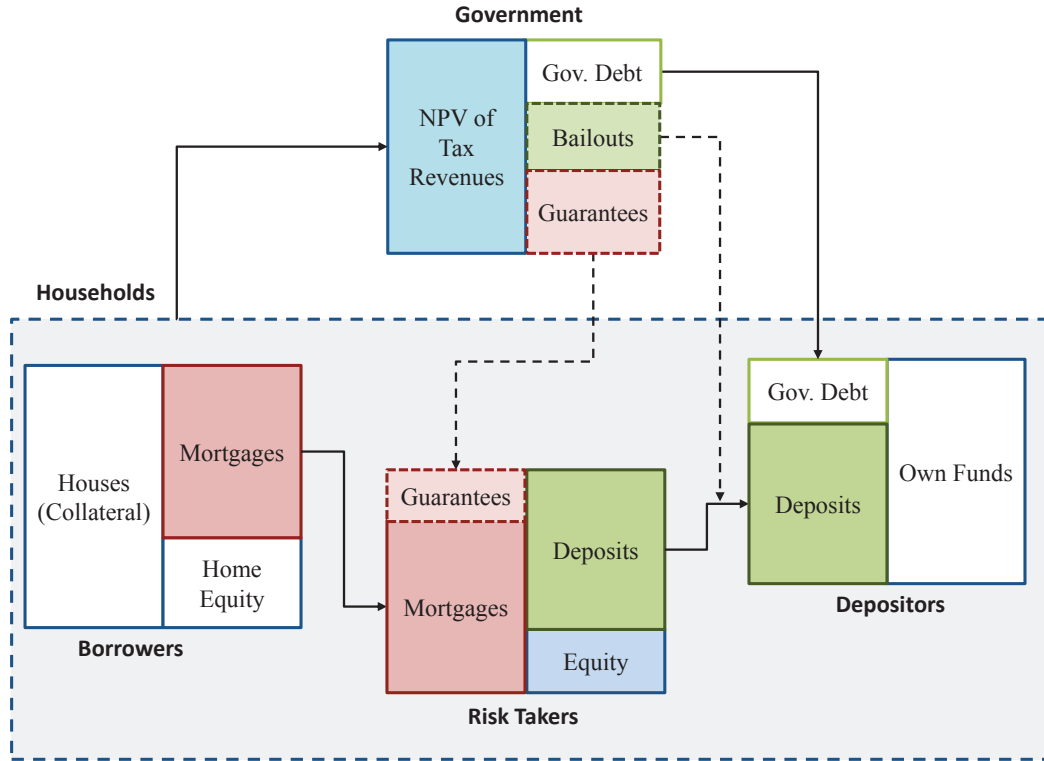 Government
Gov. Debt
NPV of
Tax
Revenues
Bailouts
Guarantees
Households
Gov. Debt
Mortgages
Houses
(Collateral)
Guarantees
Own Funds
Deposits
Deposits
Home
Equity
Mortgages
Depositors
Borrowers
Equity
Risk Takers